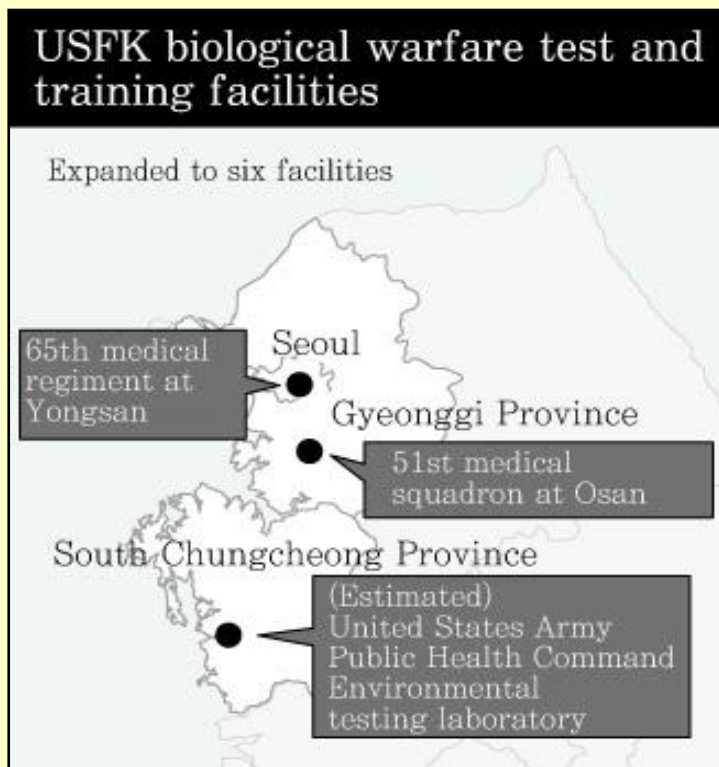 USFK biological warfare test and
training facilities
Expanded to six facilities
65th medical
regiment at
Yongsan
Seoul
Gyeonggi Province
51st medical
squadron at Osan
South Chungcheong Province
(Estimated)
United States Army
Public Health Command
Environmental
testing laboratory